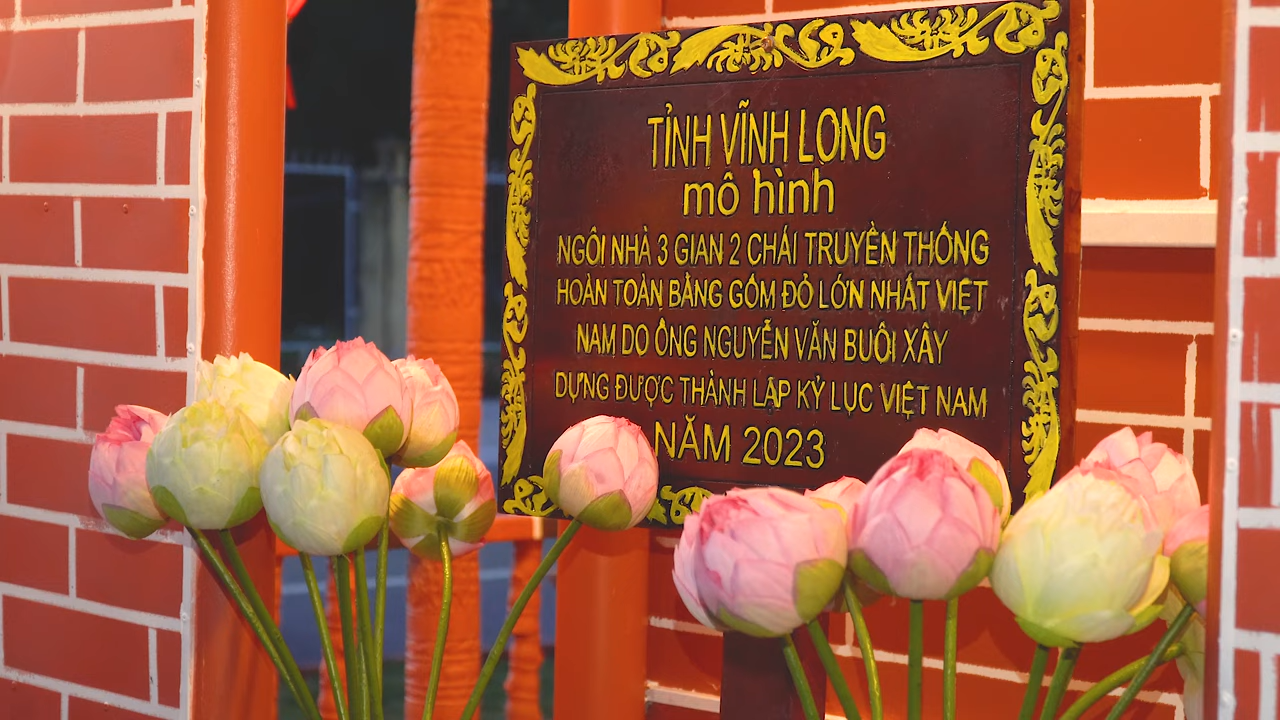 TỈNH VĨNH LONG
mô hình
NGÔI NHÀ 3 GIAN 2 CHÁI TRUYỀN THỐNG
HOÀN TOÀN BẰNG GỐM ĐỎ LỚN NHẤT VIỆT
NAM DO ÔNG NGUYỄN VĂN BUÔI XÂY
DỰNG ĐƯỢC THÀNH LẬP KỶ LỤC VIỆT NAM
NĂM 2023